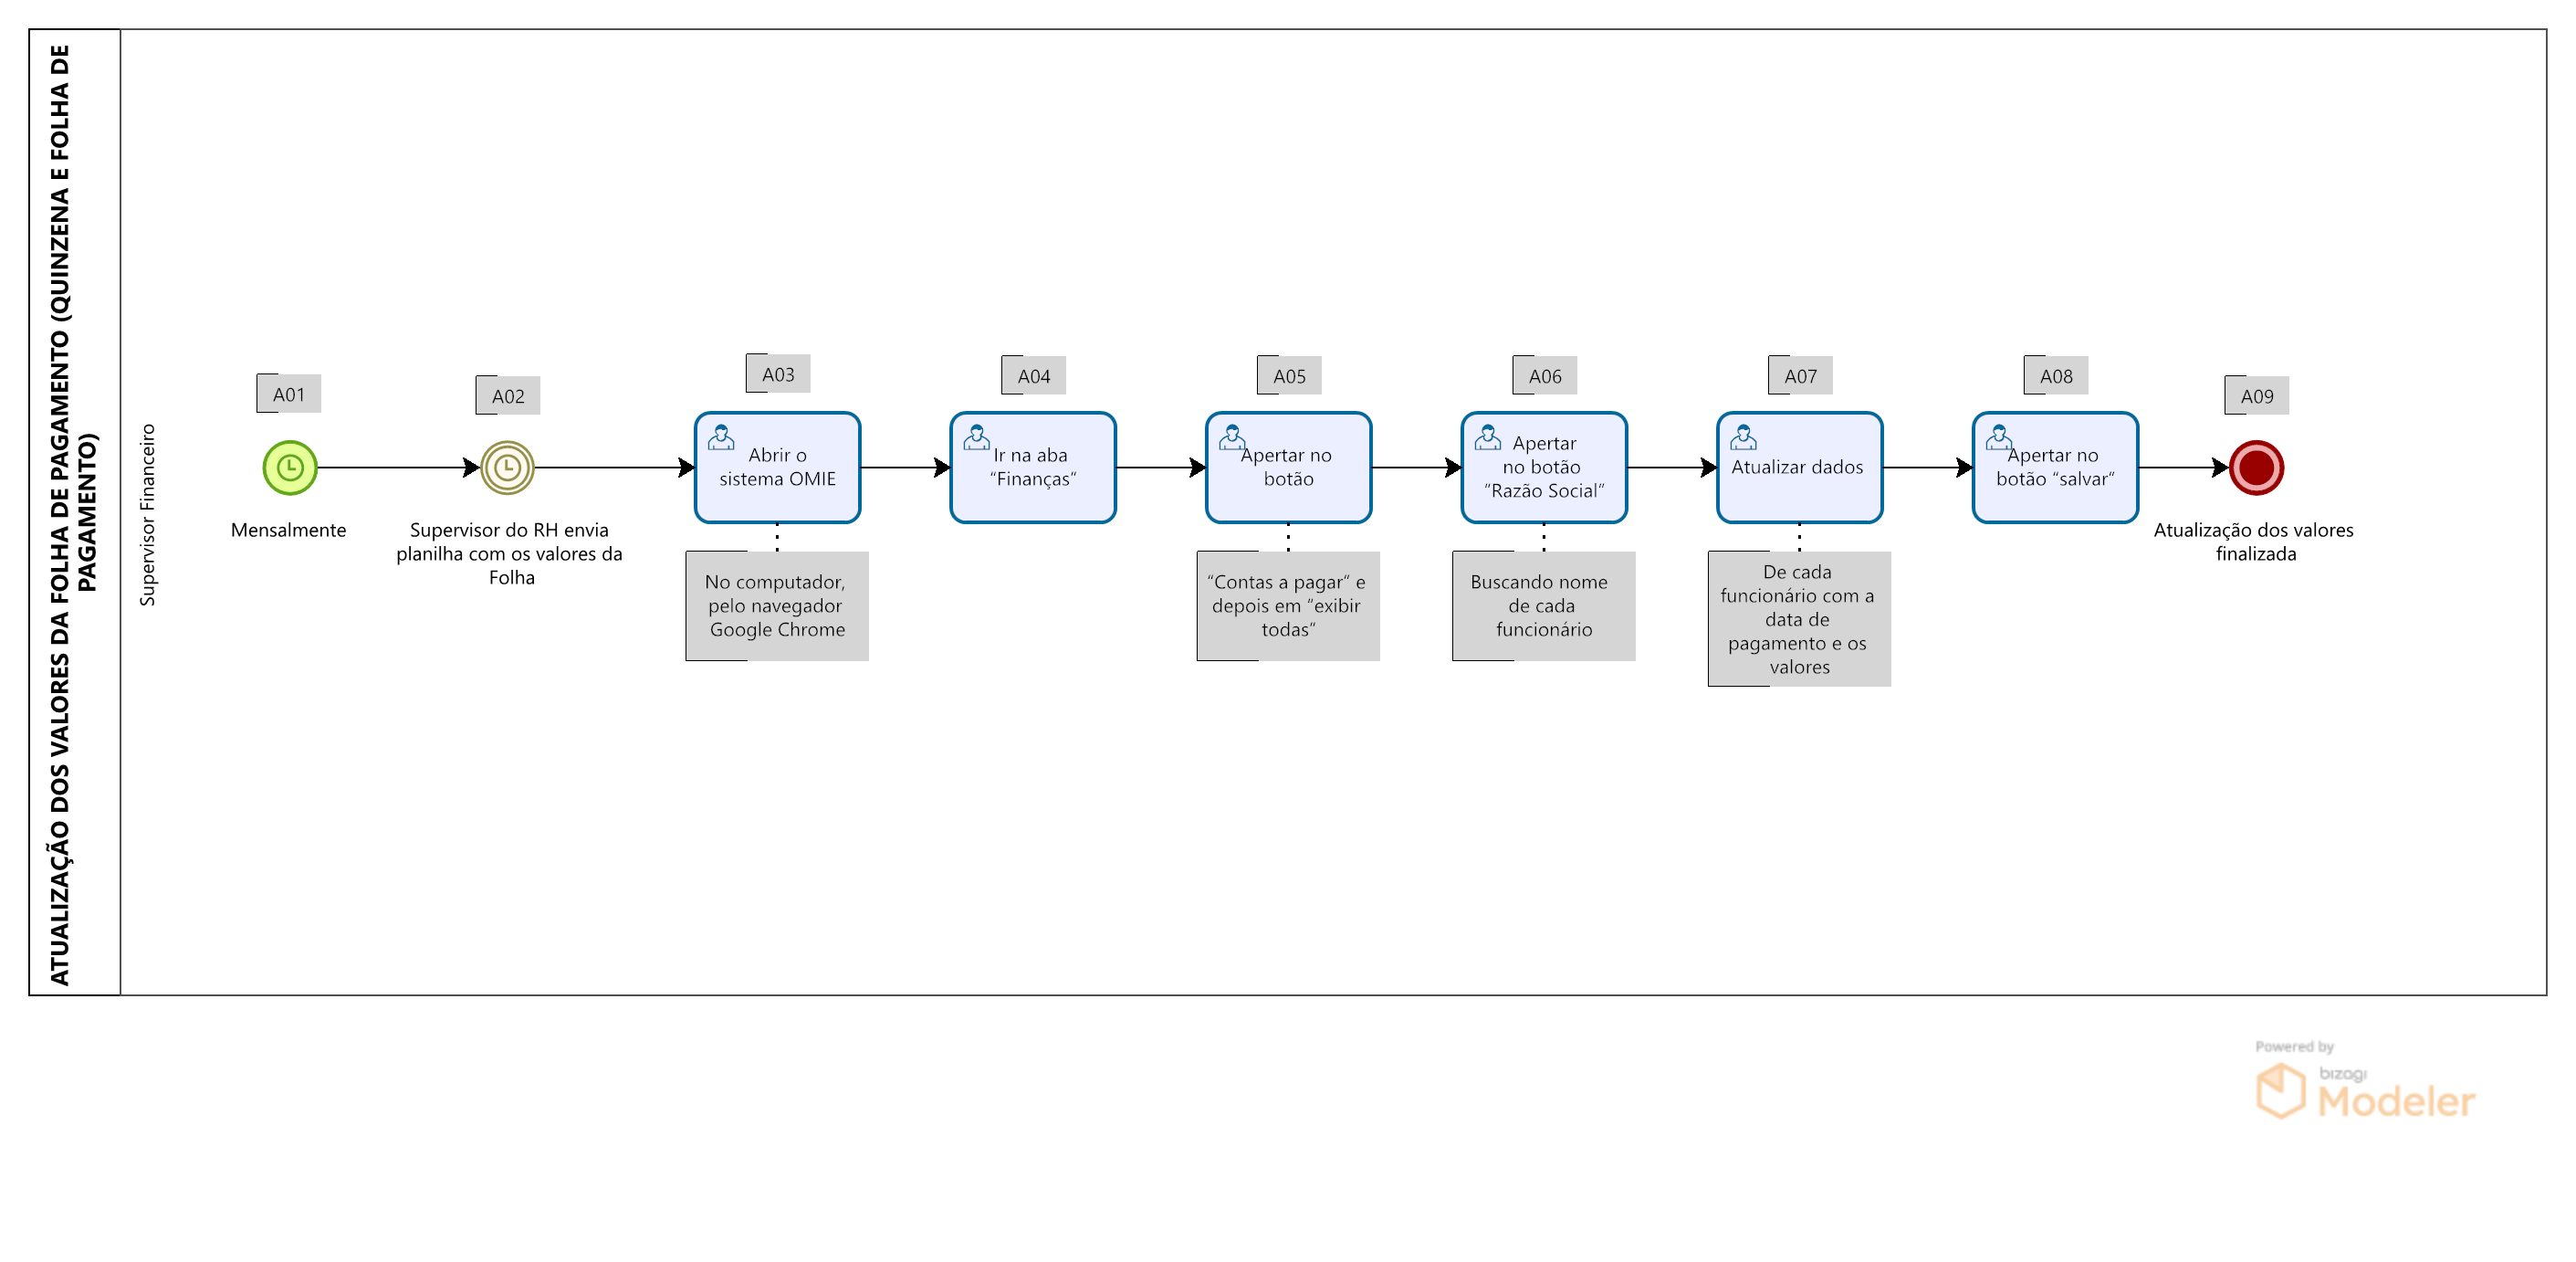 ATUALIZAÇÃO DOS VALORES DA FOLHA DE PAGAMENTO (QUINZENA E FOLHA DE
PAGAMENTO)
Supervisor Financeiro
A01
Mensalmente
A02
Supervisor do RH envia
planilha com os valores da
Folha
A03
Abrir o
sistema OMIE
No computador,
pelo navegador
Google Chrome
A04
Ir na aba
“Finanças“
A05
Apertar no
botão
“Contas a pagar“ e
depois em “exibir
todas“
A06
Apertar
no botão
“Razão Social”
Buscando nome
de cada
funcionário
A07
Atualizar dados
De cada
funcionário com a
data de
pagamento e os
valores
A08
Apertar no
botão “salvar“
A09
Atualização dos valores
finalizada
Powered by
bizagi
Modeler